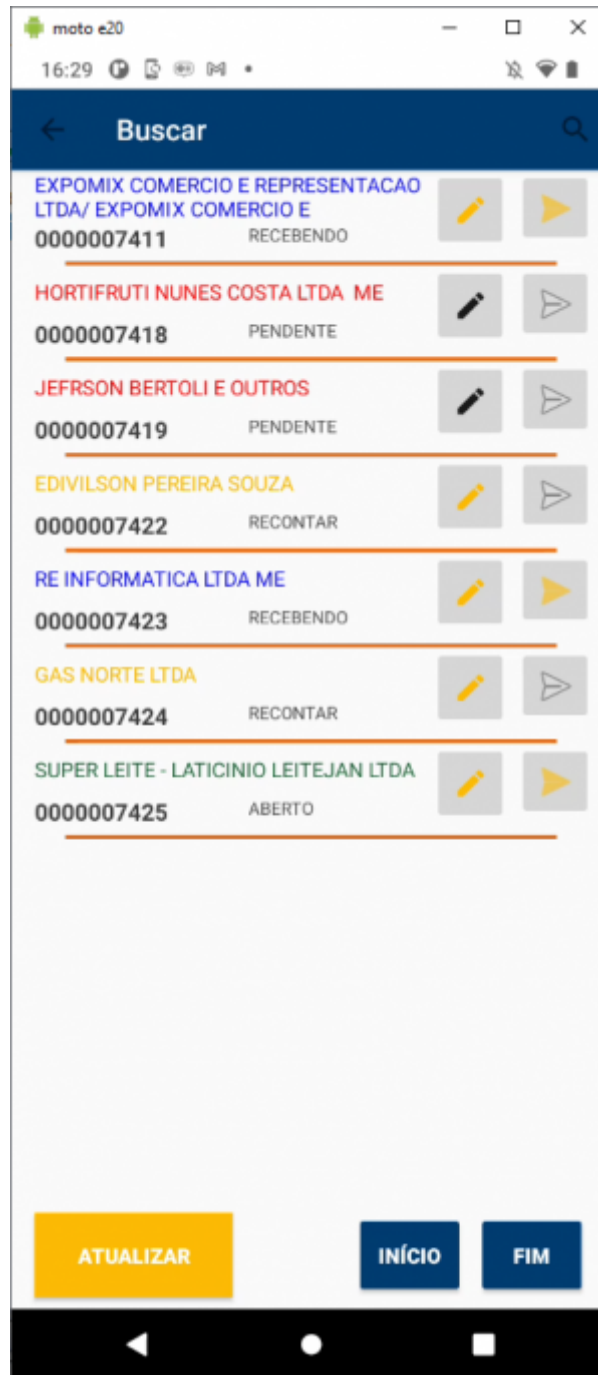 moto e20
16:29
Buscar
EXPOMIX COMERCIO E REPRESENTACAO
LTDA/ EXPOMIX COMERCIO E
0000007411 RECEBENDO
HORTIFRUTI NUNES COSTA LTDA  ME
0000007418 PENDENTE
JEFRSON BERTOLI E OUTROS
0000007419 PENDENTE
EDIVILSON PEREIRA SOUZA
0000007422 RECONTAR
RE INFORMATICA LTDA ME
0000007423 RECEBENDO
GAS NORTE LTDA
0000007424 RECONTAR
SUPER LEITE - LATICINIO LEITEJAN LTDA
0000007425 ABERTO
ATUALIZAR INÍCIO FIM